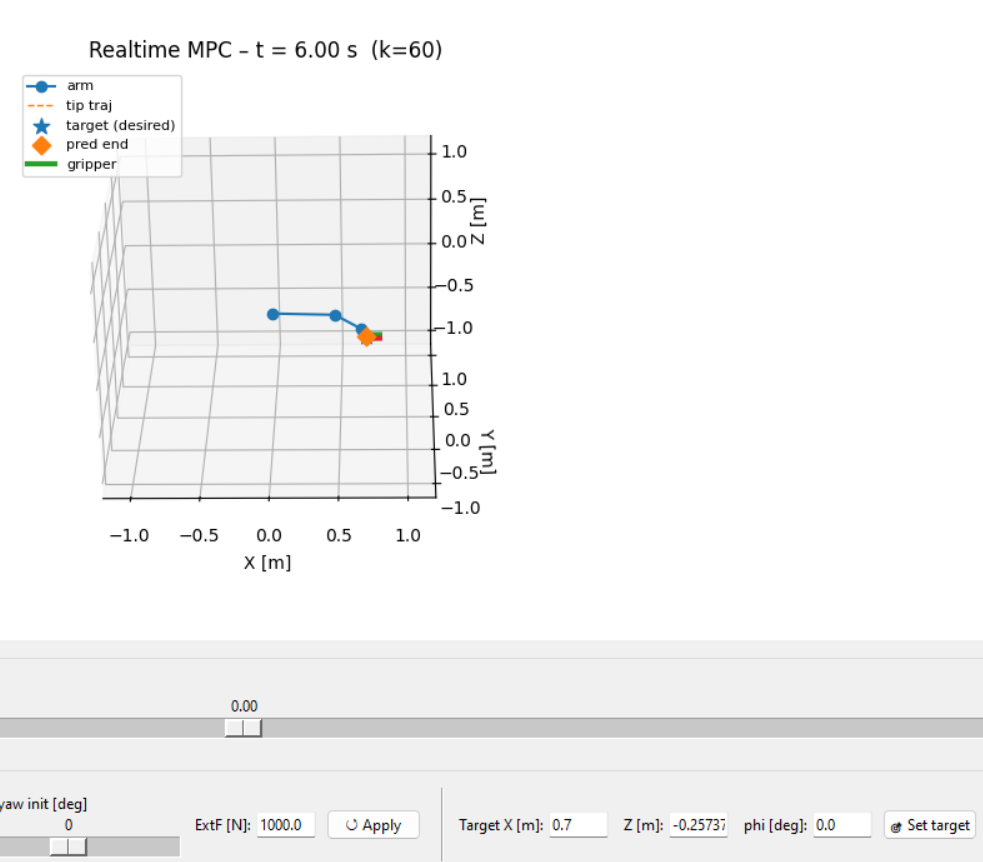 Realtime MPC – t = 6.00 s (k=60)
arm
tip traj
target (desired)
pred end
gripper
1.0
0.5
0.0
−0.5
−1.0
Z [m]
1.0
0.5
0.0
−0.5
−1.0
Y [m]
−1.0 −0.5 0.0 0.5 1.0
X [m]
0.00
yaw init [deg]
0
ExtF [N]: 1000.0 Apply
Target X [m]: 0.7 Z [m]: -0.25737 phi [deg]: 0.0 Set target